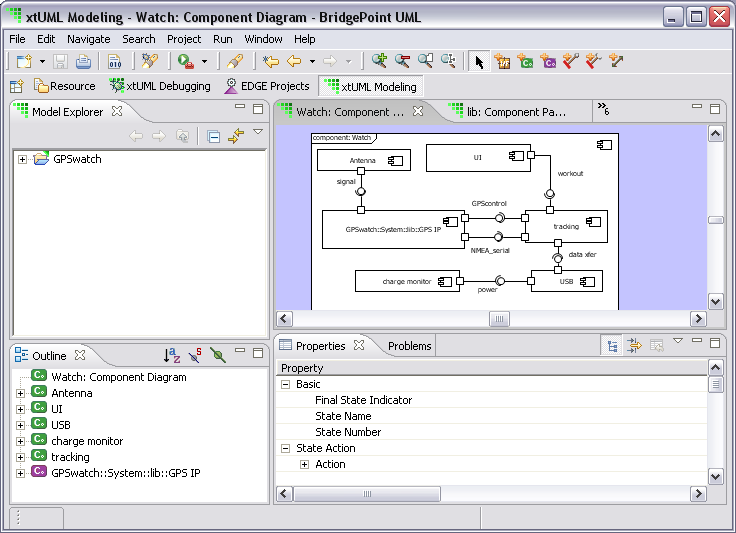 xtUML Modeling - Watch: Component Diagram - BridgePoint UML
File Edit Navigate Search Project Run Window Help
Resource xtUML Debugging EDGE Projects xtUML Modeling
Model Explorer
GPSwatch
Watch: Component ... lib: Component Pa... »6
component: Watch
Antenna
UI
signal
workout
GPScontrol
GPSwatch::System::lib::GPS IP
tracking
NMEA_serial
data xfer
charge monitor
USB
power
Outline
Watch: Component Diagram
Antenna
UI
USB
charge monitor
tracking
GPSwatch::System::lib::GPS IP
Properties Problems
Property
Basic
Final State Indicator
State Name
State Number
State Action
Action